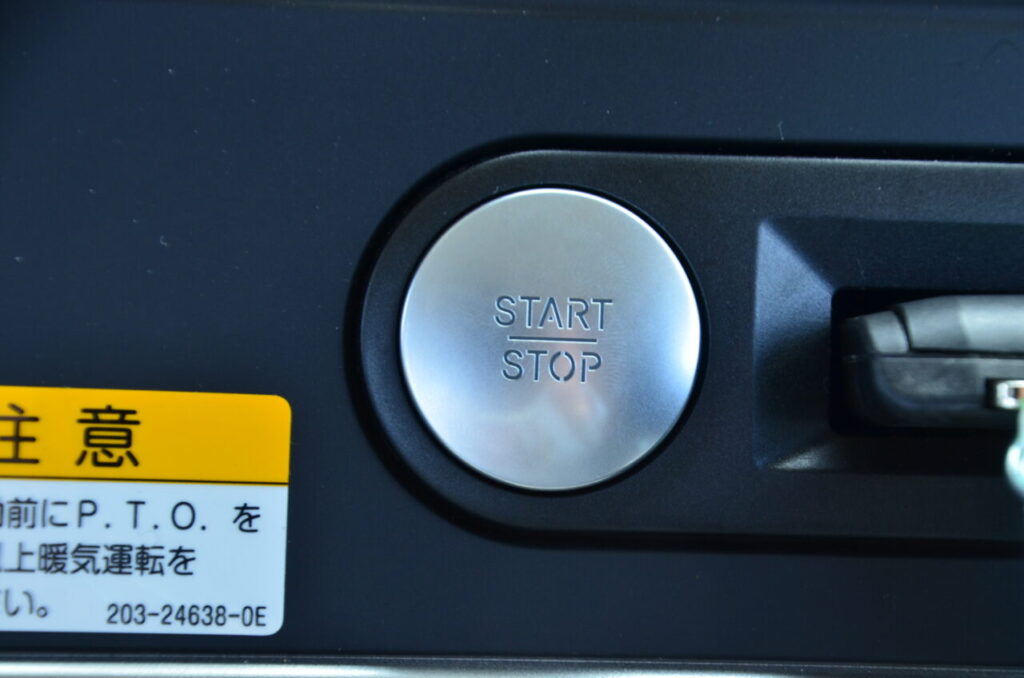 START
STOP
注意
前にP.T.O.を
上暖気運転を
い。
203-24638-0E